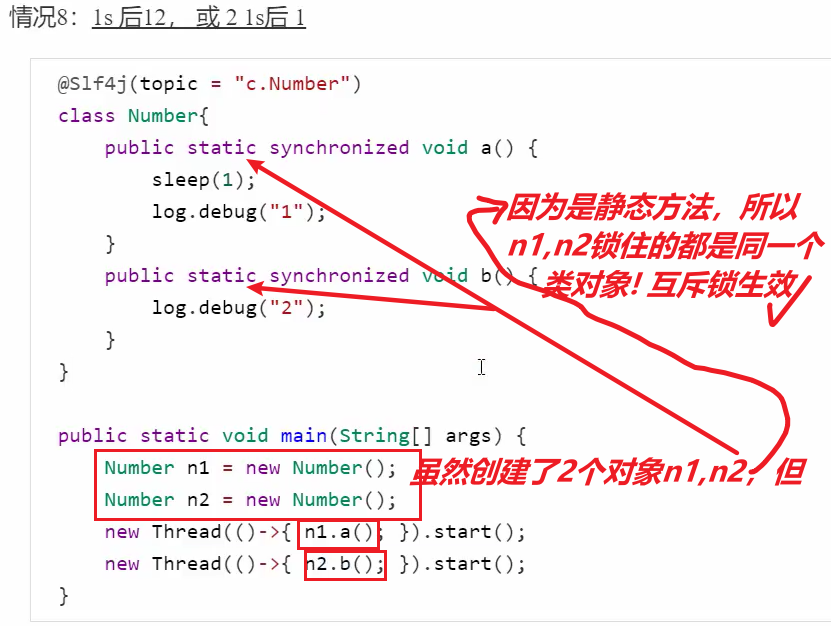 情况8： 1s 后12， 或 2 1s后 1
@Slf4j(topic = "c.Number")
class Number{
public static synchronized void a() {
sleep(1);
log.debug("1");
}
public static synchronized void b() {
log.debug("2");
}
}
因为是静态方法，所以
n1,n2锁住的都是同一个
类对象! 互斥锁生效
public static void main(String[] args) {
Number n1 = new Number();
Number n2 = new Number();
虽然创建了2个对象n1,n2，但
new Thread(()->{ n1.a(); }).start();
new Thread(()->{ n2.b(); }).start();
}